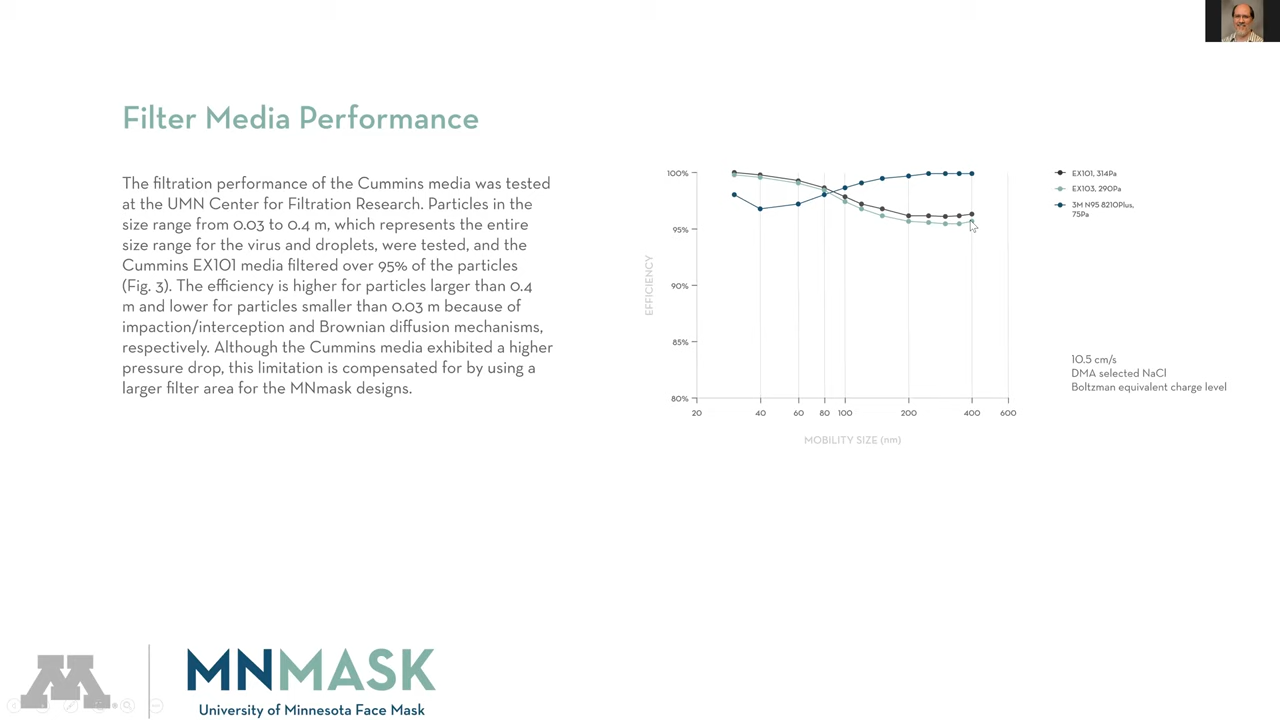 Filter Media Performance
The filtration performance of the Cummins media was tested
at the UMN Center for Filtration Research. Particles in the
size range from 0.03 to 0.4 m, which represents the entire
size range for the virus and droplets, were tested, and the
Cummins EX101 media filtered over 95% of the particles
(Fig. 3). The efficiency is higher for particles larger than 0.4
m and lower for particles smaller than 0.03 m because of
impaction/interception and Brownian diffusion mechanisms,
respectively. Although the Cummins media exhibited a higher
pressure drop, this limitation is compensated for by using a
larger filter area for the MNmask designs.
100%
95%
90%
85%
80%
EFFICIENCY
20 40 60 80 100 200 400 600
MOBILITY SIZE (nm)
EX101, 314Pa
EX103, 290Pa
3M N95 8210Plus,
75Pa
10.5 cm/s
DMA selected NaCl
Boltzman equivalent charge level
M
MNMASK
University of Minnesota Face Mask